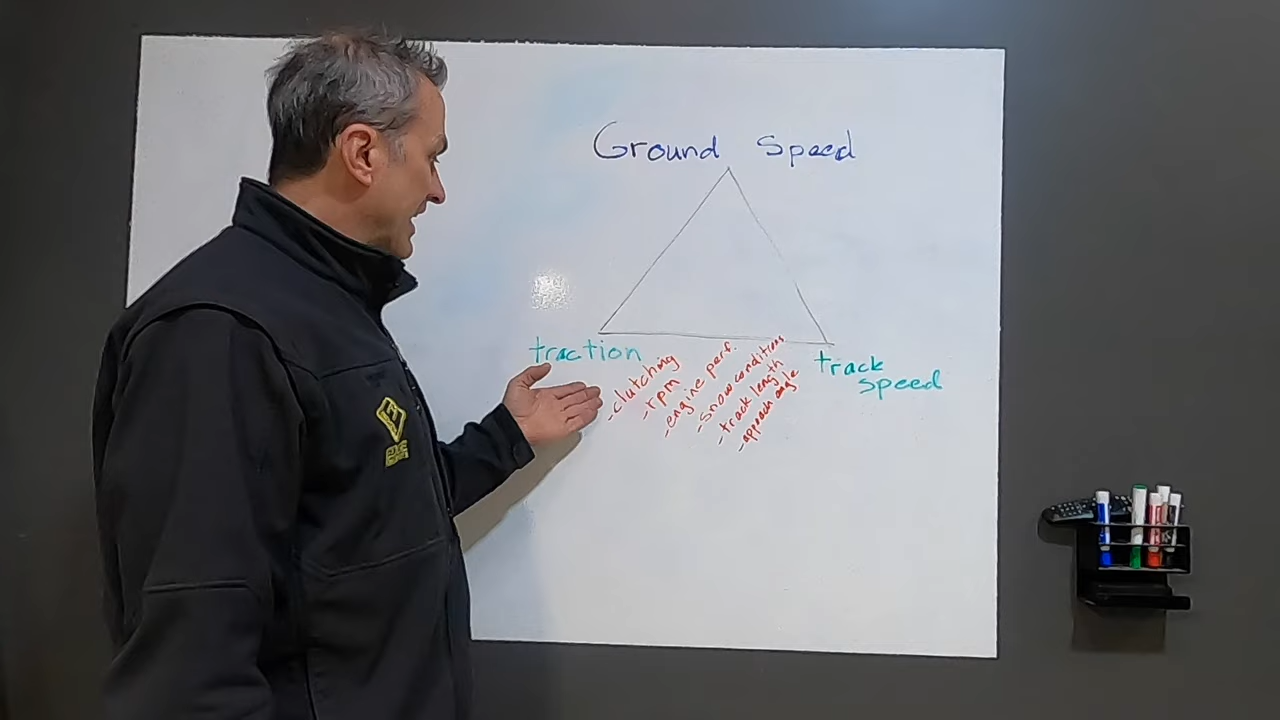 Ground Speed
traction
track
speed
-clutching
-rpm
-engine perf.
-snow conditions
-track length
-approach angle